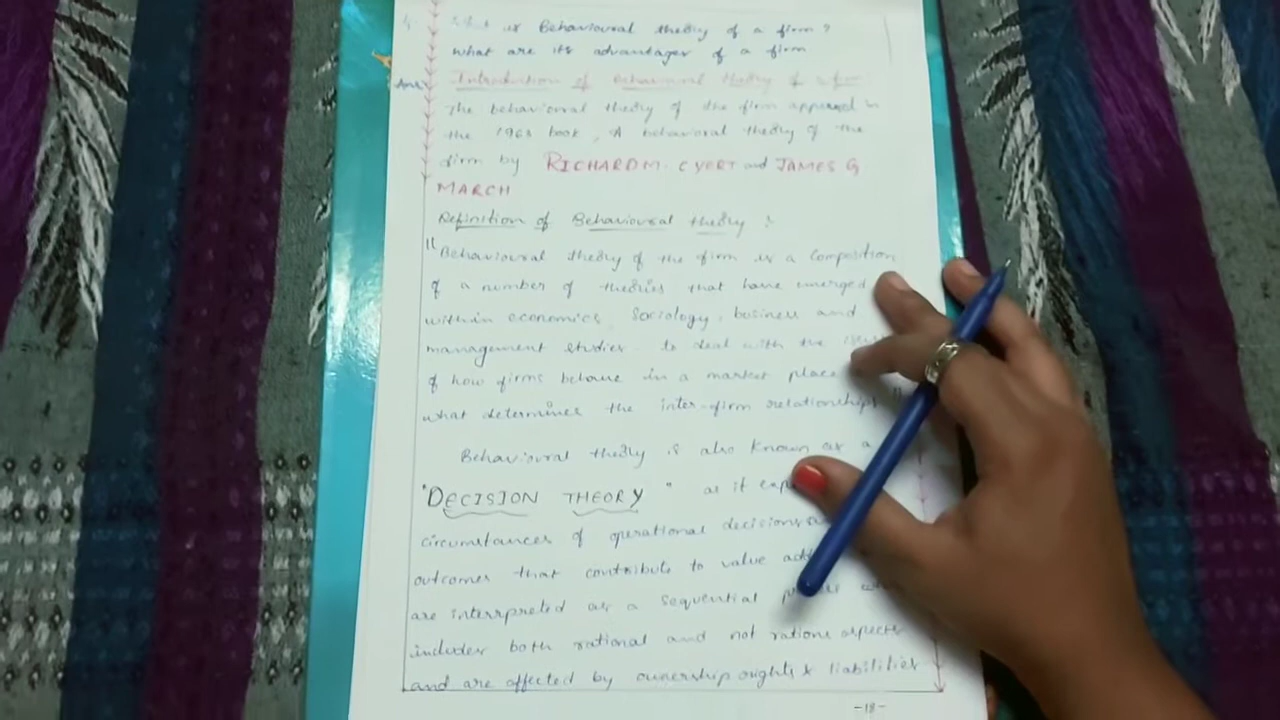 is Behavioural theory of a firm?
what are its advantages of a firm
Ans: Introduction of Behavioural theory of a firm:
The behavioral theory of the firm appeared in
the 1963 book, A behavioral theory of the
firm by RICHARD M. CYERT and JAMES G
MARCH
Definition of Behavioural theory :
"Behavioural theory of the firm is a composition
of a number of theories that have emerged
within economics, Sociology, business and
management studies to deal with the
of how firms behave in a market place
what determines the inter-firm relationships"
Behavioural theory is also known as a
"DECISION THEORY" as it
circumstances of operational decisions
outcomes that contribute to value
are interpreted as a sequential
includes both rational and not rationa aspects
and are affected by ownership rights & liabilities
-18-